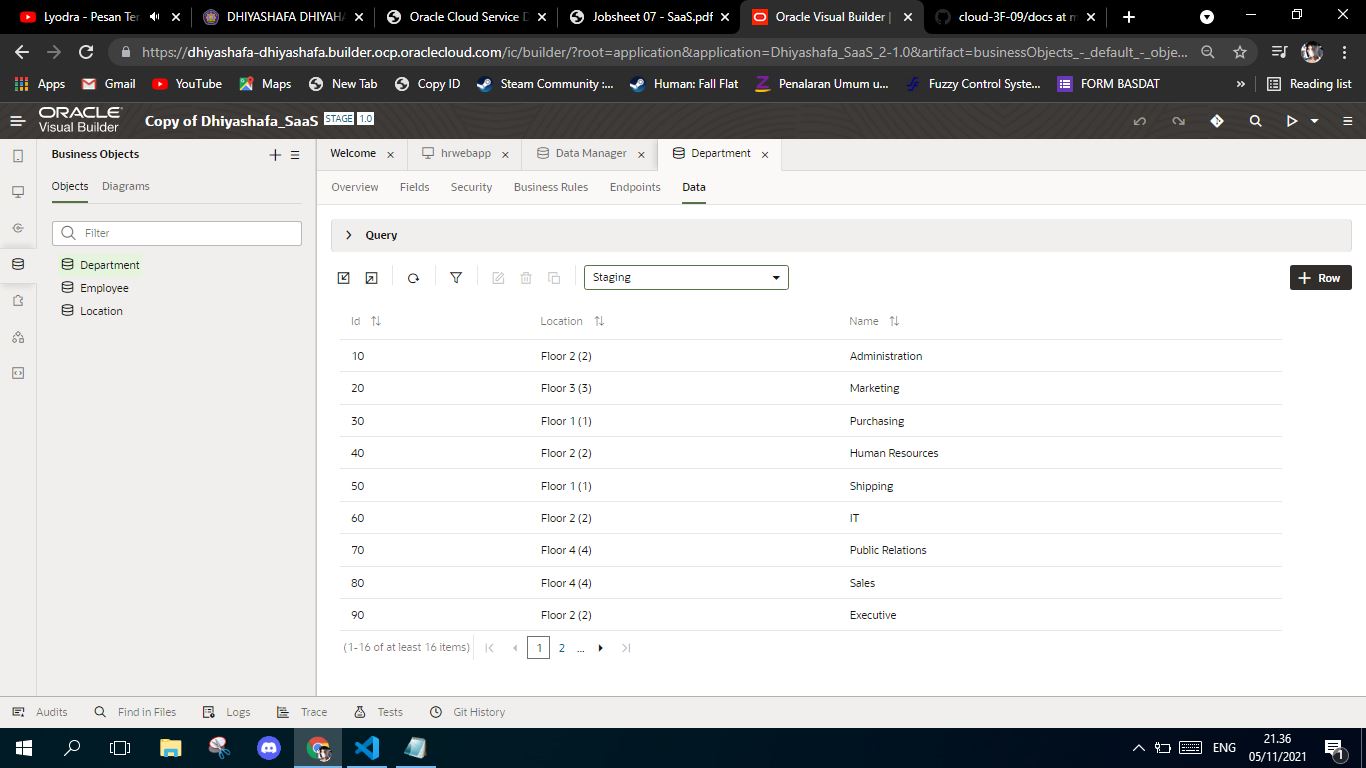 Lyodra - Pesan Ter
DHIYASHAFA DHIYAHA
Oracle Cloud Service D
Jobsheet 07 - SaaS.pdf
Oracle Visual Builder |
cloud-3F-09/docs at m
https://dhiyashafa-dhiyashafa.builder.ocp.oraclecloud.com/ic/builder/?root=application&application=Dhiyashafa_SaaS_2-1.0&artifact=businessObjects_-_default_-_obje...
Apps Gmail YouTube Maps New Tab Copy ID Steam Community :... Human: Fall Flat Penalaran Umum u... Fuzzy Control Syste... FORM BASDAT » Reading list
ORACLE
Visual Builder
Copy of Dhiyashafa_SaaS STAGE 1.0
Business Objects
Welcome hrwebapp Data Manager Department
Objects Diagrams
Overview Fields Security Business Rules Endpoints Data
Filter
Query
Department
Employee
Location
Staging
Row
Id Location Name
10 Floor 2 (2) Administration
20 Floor 3 (3) Marketing
30 Floor 1 (1) Purchasing
40 Floor 2 (2) Human Resources
50 Floor 1 (1) Shipping
60 Floor 2 (2) IT
70 Floor 4 (4) Public Relations
80 Floor 4 (4) Sales
90 Floor 2 (2) Executive
(1-16 of at least 16 items) 1 2 ...
Audits Find in Files Logs Trace Tests Git History
ENG
21.36
05/11/2021
1